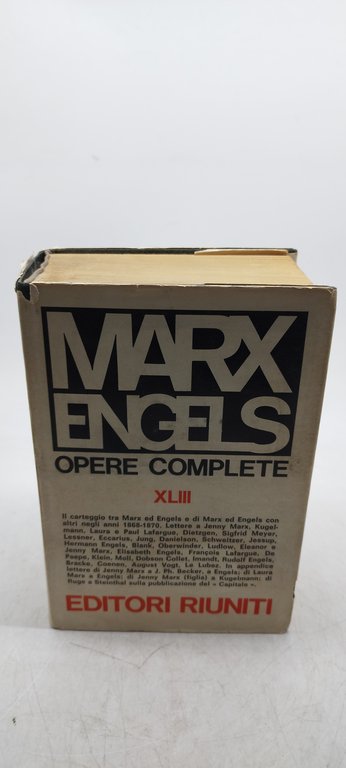 MARX
ENGELS
OPERE COMPLETE
XLIII
Il carteggio tra Marx ed Engels e di Marx ed Engels con
altri negli anni 1868-1870. Lettere a Jenny Marx, Kugel-
mann, Laura e Paul Lafargue, Dietzgen, Sigfrid Meyer,
Lessner, Eccarius, Jung, Danielson, Schweitzer, Jessup,
Hermann Engels, Blank, Oberwinder, Ludlow, Eleanor e
Jenny Marx, Elisabeth Engels, François Lafargue, De
Paepe, Klein, Moll, Dobson Collet, Imandt, Rudolf Engels,
Bracke, Coenen, August Vogt, Le Lubez. In appendice
lettere di Jenny Marx a J. Ph. Becker, a Engels; di Laura
Marx a Engels; di Jenny Marx (figlia) a Kugelmann; di
Ruge a Steinthal sulla pubblicazione del « Capitale ».
EDITORI RIUNITI